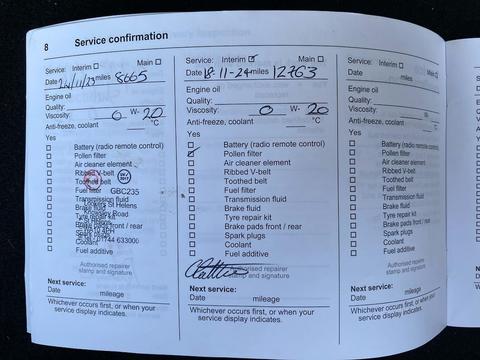 8 Service confirmation
Service: Interim ☐ Main ☐
Date 22/11/23 miles 8665
Engine oil
Quality:
Viscosity: 0 W- 20
Anti-freeze, coolant °C
Yes
☐ Battery (radio remote control)
☐ Pollen filter
☐ Air cleaner element
☐ Ribbed V-belt
☐ Toothed belt
☐ Fuel filter GBC235
☐ Transmission fluid
☐ Brake fluid
☐ Tyre repair kit
☐ Brake pads front / rear
☐ Spark plugs
☐ Coolant 01744 633000
☐ Fuel additive
Authorised repairer
stamp and signature
Next service:
Date mileage
Whichever occurs first, or when your
service display indicates.
Service: Interim ☑ Main ☐
Date 18-11-24 miles 12763
Engine oil
Quality:
Viscosity: 0 W- 20
Anti-freeze, coolant °C
Yes
☐ Battery (radio remote control)
☑ Pollen filter
☐ Air cleaner element
☐ Ribbed V-belt
☐ Toothed belt
☐ Fuel filter
☐ Transmission fluid
☐ Brake fluid
☐ Tyre repair kit
☐ Brake pads front / rear
☐ Spark plugs
☐ Coolant
☐ Fuel additive
Authorised repairer
stamp and signature
Next service:
Date mileage
Whichever occurs first, or when your
service display indicates.
Service: Interim ☐ Main ☐
Date miles
Engine oil
Quality:
Viscosity: W-
Anti-freeze, coolant °C
Yes
☐ Battery (radio remote control)
☐ Pollen filter
☐ Air cleaner element
☐ Ribbed V-belt
☐ Toothed belt
☐ Fuel filter
☐ Transmission fluid
☐ Brake fluid
☐ Tyre repair kit
☐ Brake pads front / rear
☐ Spark plugs
☐ Coolant
☐ Fuel additive
Authorised repairer
stamp and signature
Next service:
Date mileage
Whichever occurs first, or when your
service display indicates.